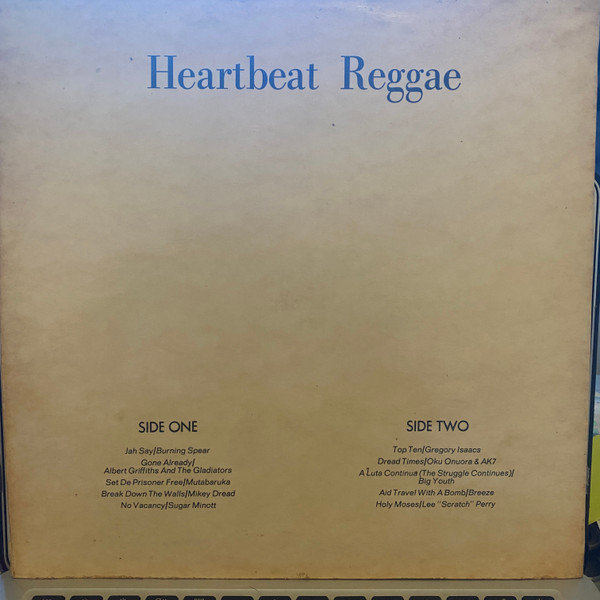 Heartbeat Reggae
SIDE ONE
Jah Say/Burning Spear
Gone Already/
Albert Griffiths And The Gladiators
Set De Prisoner Free/Mutabaruka
Break Down The Walls/Mikey Dread
No Vacancy/Sugar Minott
SIDE TWO
Top Ten/Gregory Isaacs
Dread Times/Oku Onuora & AK7
A Luta Continua (The Struggle Continues)/
Big Youth
Aid Travel With A Bomb/Breeze
Holy Moses/Lee "Scratch" Perry